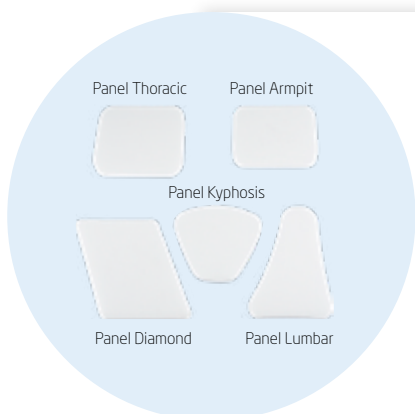 Panel Thoracic
Panel Armpit
Panel Kyphosis
Panel Diamond
Panel Lumbar